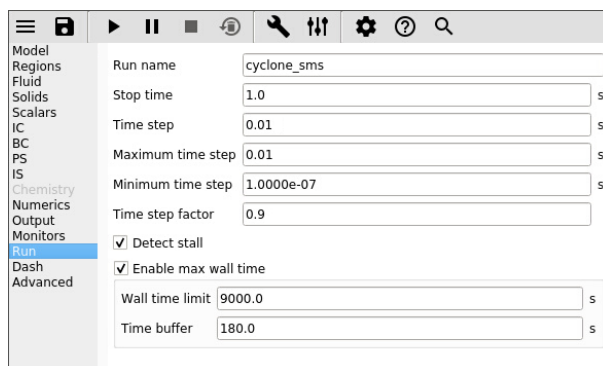 Model
Regions
Fluid
Solids
Scalars
IC
BC
PS
IS
Chemistry
Numerics
Output
Monitors
Run
Dash
Advanced
Run name cyclone_sms
Stop time 1.0 s
Time step 0.01 s
Maximum time step 0.01 s
Minimum time step 1.0000e-07 s
Time step factor 0.9
Detect stall
Enable max wall time
Wall time limit 9000.0 s
Time buffer 180.0 s